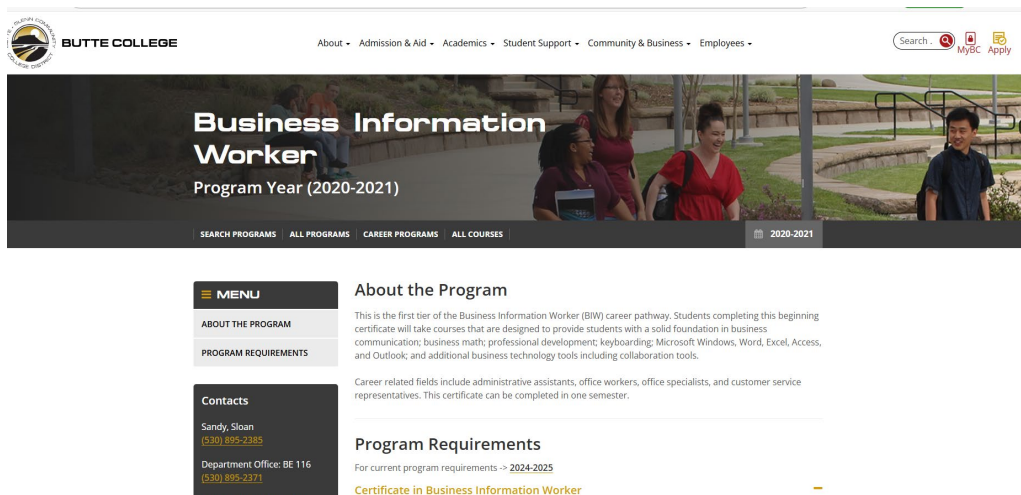 BUTTE COLLEGE
About Admission & Aid Academics Student Support Community & Business Employees
Search .
MyBC Apply
Business Information
Worker
Program Year (2020-2021)
SEARCH PROGRAMS ALL PROGRAMS CAREER PROGRAMS ALL COURSES 2020-2021
MENU
ABOUT THE PROGRAM
PROGRAM REQUIREMENTS
Contacts
Sandy, Sloan
(530) 895-2385
Department Office: BE 116
(530) 895-2371
About the Program
This is the first tier of the Business Information Worker (BIW) career pathway. Students completing this beginning
certificate will take courses that are designed to provide students with a solid foundation in business
communication; business math; professional development; keyboarding; Microsoft Windows, Word, Excel, Access,
and Outlook; and additional business technology tools including collaboration tools.
Career related fields include administrative assistants, office workers, office specialists, and customer service
representatives. This certificate can be completed in one semester.
Program Requirements
For current program requirements -> 2024-2025
Certificate in Business Information Worker